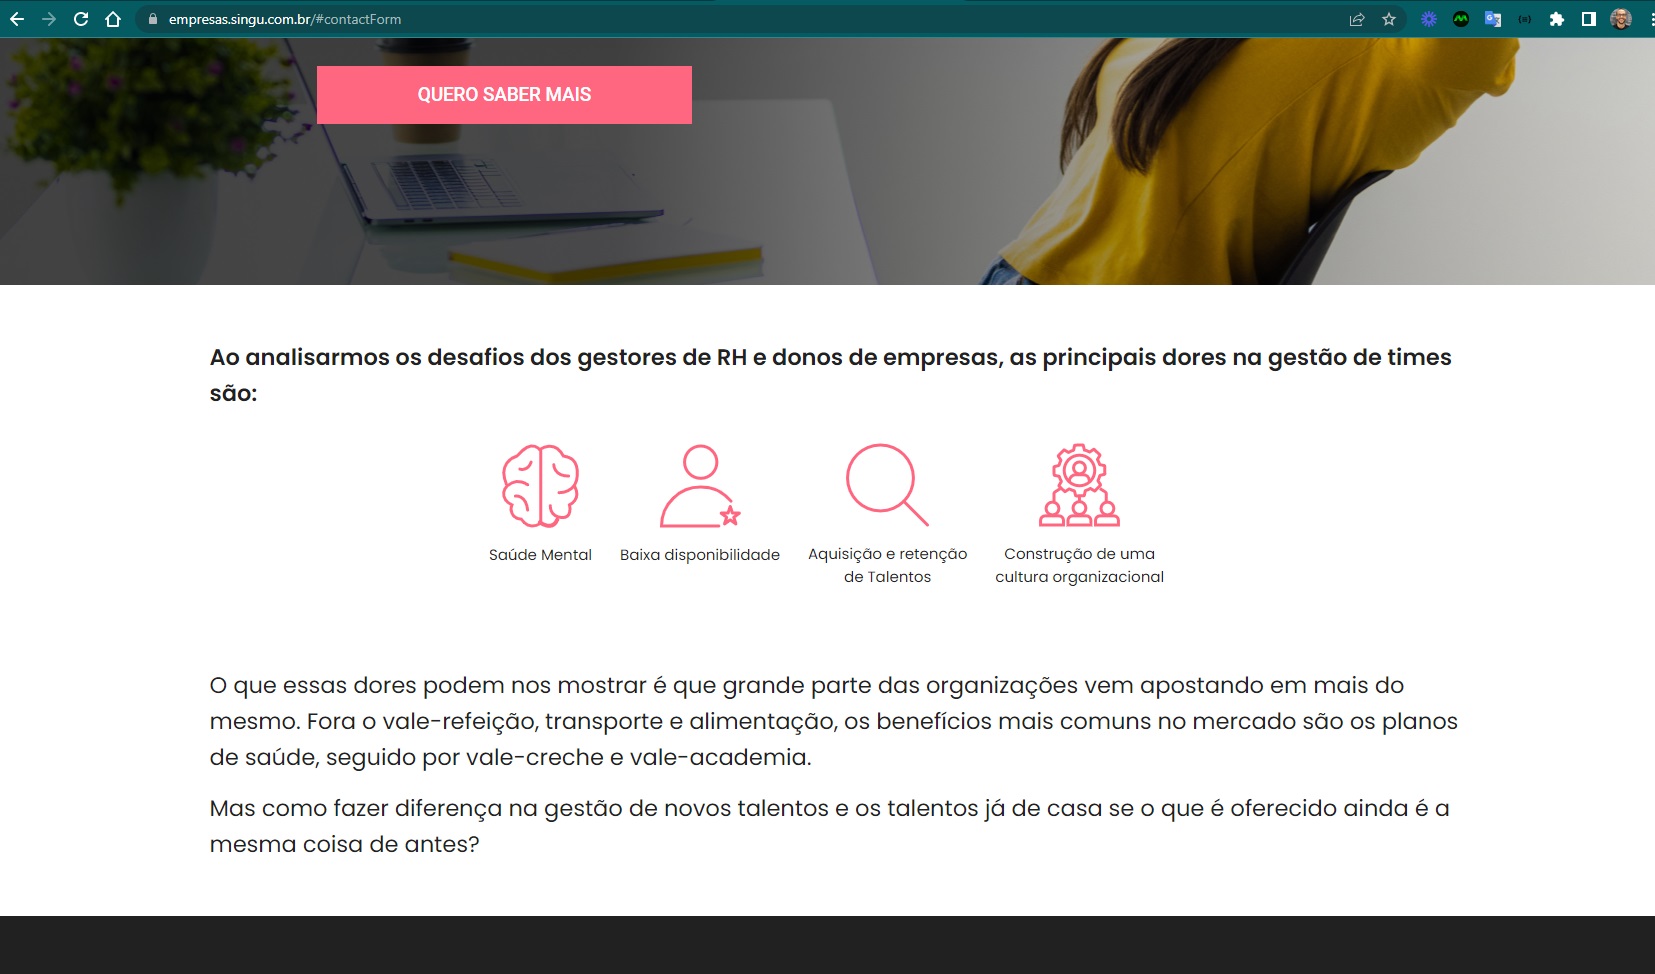 empresas.singu.com.br/#contactForm
QUERO SABER MAIS
Ao analisarmos os desafios dos gestores de RH e donos de empresas, as principais dores na gestão de times
são:
Saúde Mental
Baixa disponibilidade
Aquisição e retenção
de Talentos
Construção de uma
cultura organizacional
O que essas dores podem nos mostrar é que grande parte das organizações vem apostando em mais do
mesmo. Fora o vale-refeição, transporte e alimentação, os benefícios mais comuns no mercado são os planos
de saúde, seguido por vale-creche e vale-academia.
Mas como fazer diferença na gestão de novos talentos e os talentos já de casa se o que é oferecido ainda é a
mesma coisa de antes?